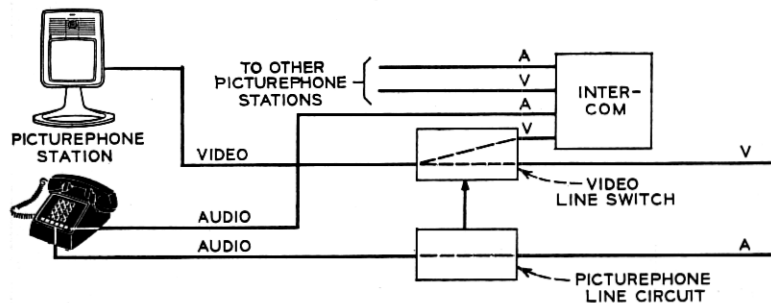 TO OTHER
PICTUREPHONE
STATIONS
A
V
A
V
INTER-
COM
PICTUREPHONE
STATION
VIDEO
V
VIDEO
LINE SWITCH
AUDIO
AUDIO
A
PICTUREPHONE
LINE CIRCUIT